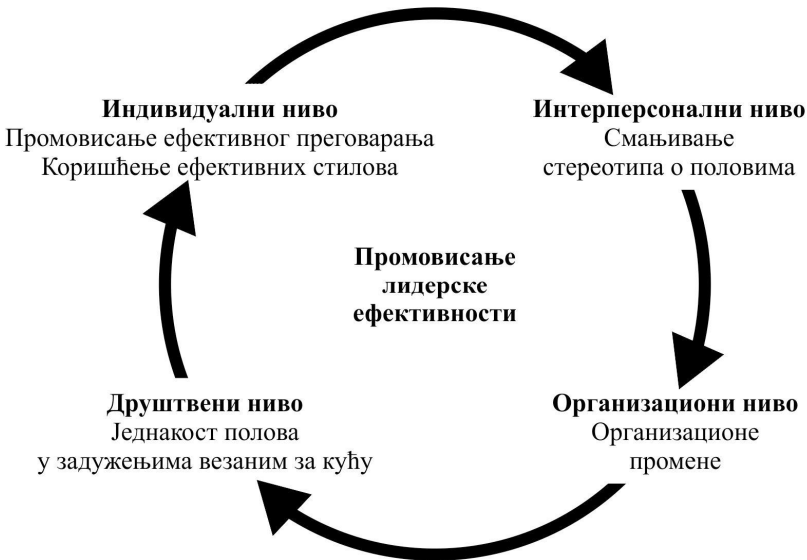 Индивидуални ниво
Промовисање ефективног преговарања
Коришћење ефективних стилова
Интерперсонални ниво
Смањивање
стереотипа о половима
Промовисање
лидерске
ефективности
Друштвени ниво
Једнакост полова
у задужењима везаним за кућу
Организациони ниво
Организационе
промене